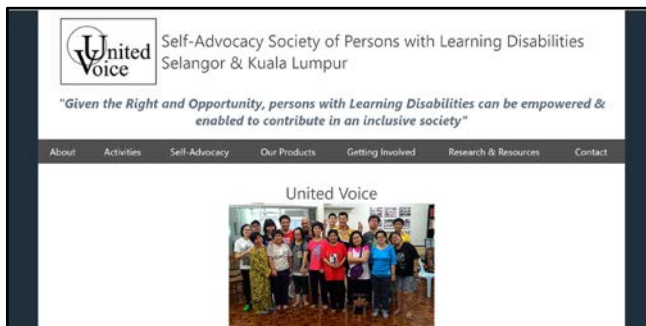 United
Voice
Self-Advocacy Society of Persons with Learning Disabilities
Selangor & Kuala Lumpur
"Given the Right and Opportunity, persons with Learning Disabilities can be empowered &
enabled to contribute in an inclusive society"
About Activities Self-Advocacy Our Products Getting Involved Research & Resources Contact
United Voice